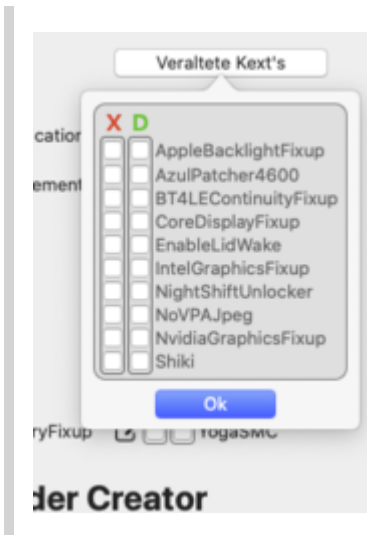 Veraltete Kext's
cation
X D
AppleBacklightFixup
ement
AzulPatcher4600
BT4LEContinuityFixup
CoreDisplayFixup
EnableLidWake
IntelGraphicsFixup
NightShiftUnlocker
NoVPAJpeg
NvidiaGraphicsFixup
Shiki
Ok
ryFixup YogaSMC
der Creator